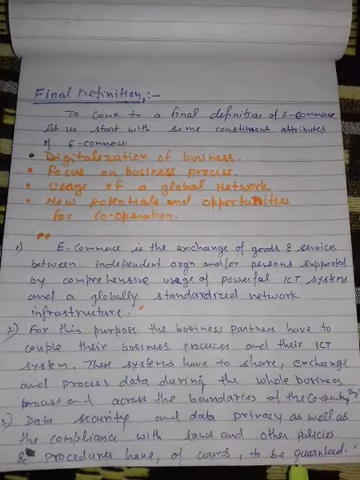 Final Definition,:-
To come to a final definition of E-commerce
let us start with some constituent attributes
of E-commerce
• Digitalization of business.
• Focus on business process.
• Usage of a global Network
• New potentials and opportunities
for co-operation.
"
1) E-Commerce is the exchange of goods & services
between independent orgn and/or persons supported
by comprehensive usage of powerful ICT systems
and a globally standardized network
infrastructure.
2) For this purpose the business partners have to
couple their business processes and their ICT
system. These systems have to share, exchange
and process data during the whole business
process and across the boundaries of the
3) Data security and data privacy as well as
the compliance with laws and other policies
& procedures have, of cours, to be guaranteed."